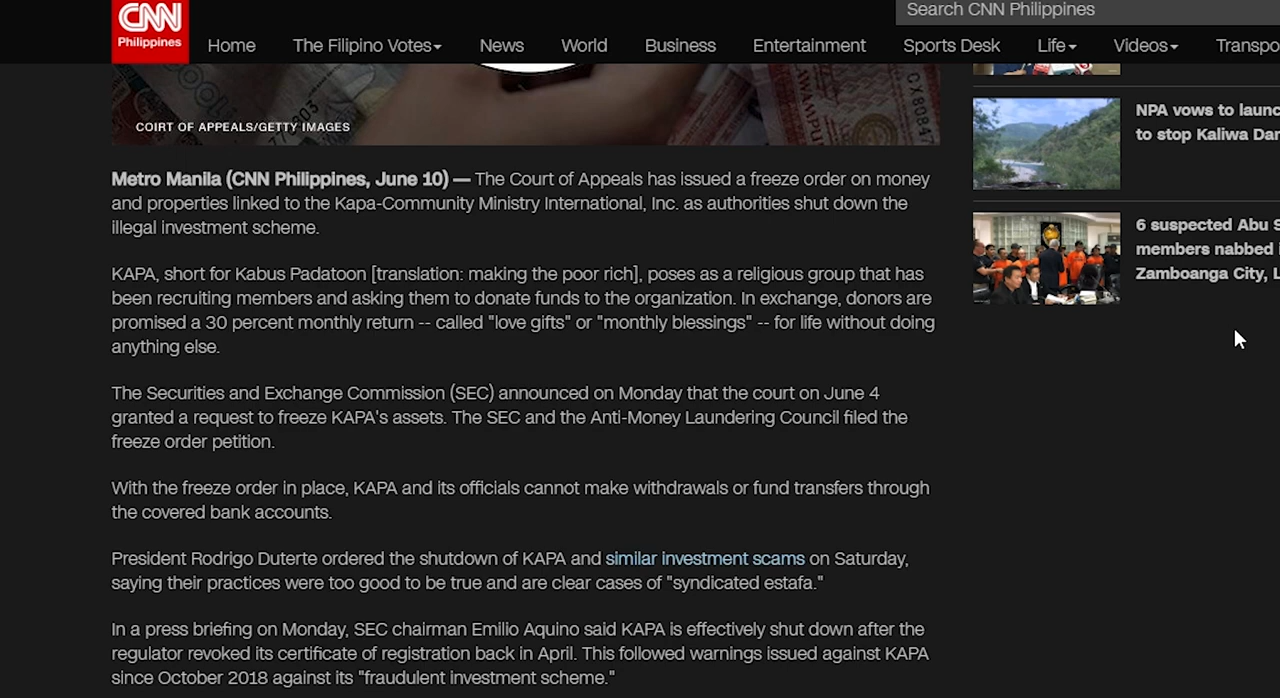 Search CNN Philippines
CNN
Philippines
Home The Filipino Votes News World Business Entertainment Sports Desk Life Videos Transpo
COIRT OF APPEALS/GETTY IMAGES
Metro Manila (CNN Philippines, June 10) — The Court of Appeals has issued a freeze order on money
and properties linked to the Kapa-Community Ministry International, Inc. as authorities shut down the
illegal investment scheme.
KAPA, short for Kabus Padatoon [translation: making the poor rich], poses as a religious group that has
been recruiting members and asking them to donate funds to the organization. In exchange, donors are
promised a 30 percent monthly return -- called "love gifts" or "monthly blessings" -- for life without doing
anything else.
The Securities and Exchange Commission (SEC) announced on Monday that the court on June 4
granted a request to freeze KAPA's assets. The SEC and the Anti-Money Laundering Council filed the
freeze order petition.
With the freeze order in place, KAPA and its officials cannot make withdrawals or fund transfers through
the covered bank accounts.
President Rodrigo Duterte ordered the shutdown of KAPA and similar investment scams on Saturday,
saying their practices were too good to be true and are clear cases of "syndicated estafa."
In a press briefing on Monday, SEC chairman Emilio Aquino said KAPA is effectively shut down after the
regulator revoked its certificate of registration back in April. This followed warnings issued against KAPA
since October 2018 against its "fraudulent investment scheme."
NPA vows to launc
to stop Kaliwa Dar
6 suspected Abu S
members nabbed
Zamboanga City, L